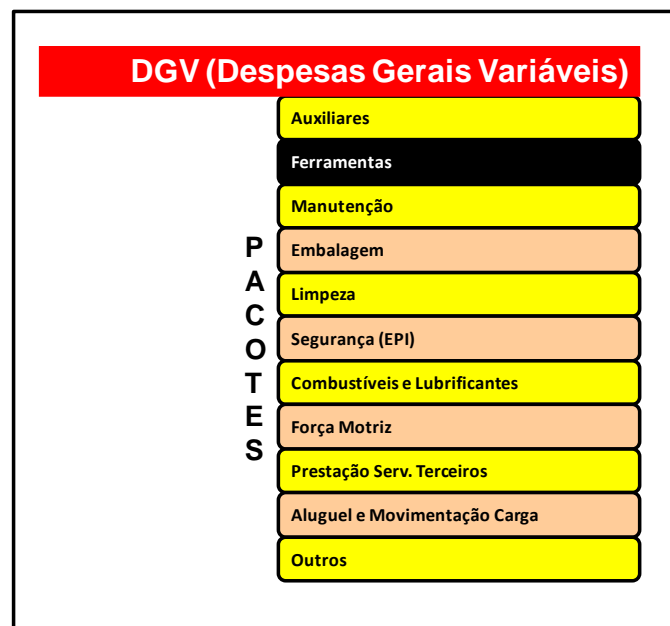 DGV (Despesas Gerais Variáveis)
PACOTES
Auxiliares
Ferramentas
Manutenção
Embalagem
Limpeza
Segurança (EPI)
Combustíveis e Lubrificantes
Força Motriz
Prestação Serv. Terceiros
Aluguel e Movimentação Carga
Outros